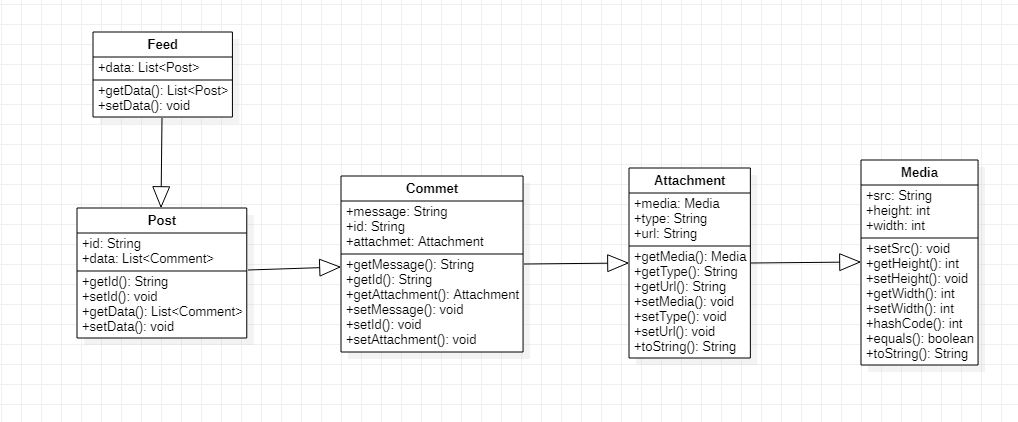 Feed
+data: List<Post>
+getData(): List<Post>
+setData(): void
Post
+id: String
+data: List<Comment>
+getId(): String
+setId(): void
+getData(): List<Comment>
+setData(): void
Commet
+message: String
+id: String
+attachmet: Attachment
+getMessage(): String
+getId(): String
+getAttachment(): Attachment
+setMessage(): void
+setId(): void
+setAttachment(): void
Attachment
+media: Media
+type: String
+url: String
+getMedia(): Media
+getType(): String
+getUrl(): String
+setMedia(): void
+setType(): void
+setUrl(): void
+toString(): String
Media
+src: String
+height: int
+width: int
+setSrc(): void
+getHeight(): int
+setHeight(): void
+getWidth(): int
+setWidth(): int
+hashCode(): int
+equals(): boolean
+toString(): String